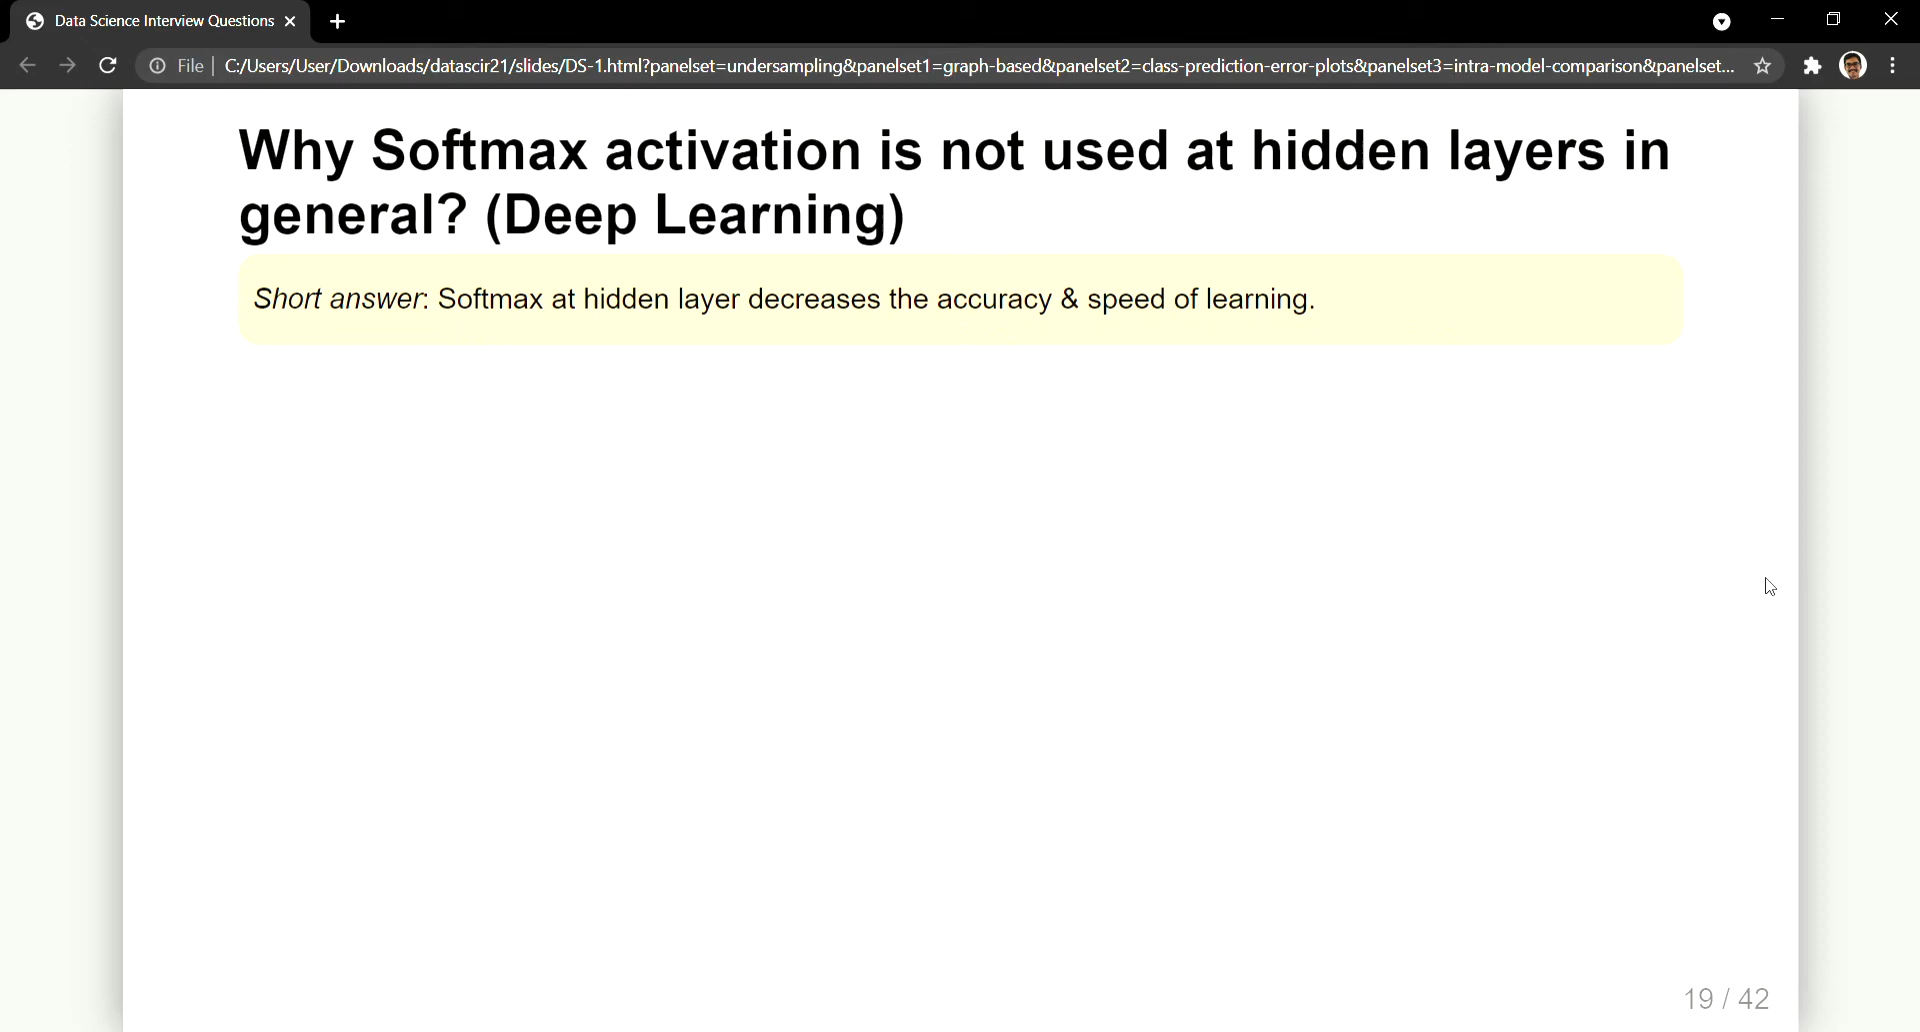 Data Science Interview Questions
File | C:/Users/User/Downloads/datascir21/slides/DS-1.html?panelset=undersampling&panelset1=graph-based&panelset2=class-prediction-error-plots&panelset3=intra-model-comparison&panelset...
Why Softmax activation is not used at hidden layers in
general? (Deep Learning)
Short answer: Softmax at hidden layer decreases the accuracy & speed of learning.
19 / 42